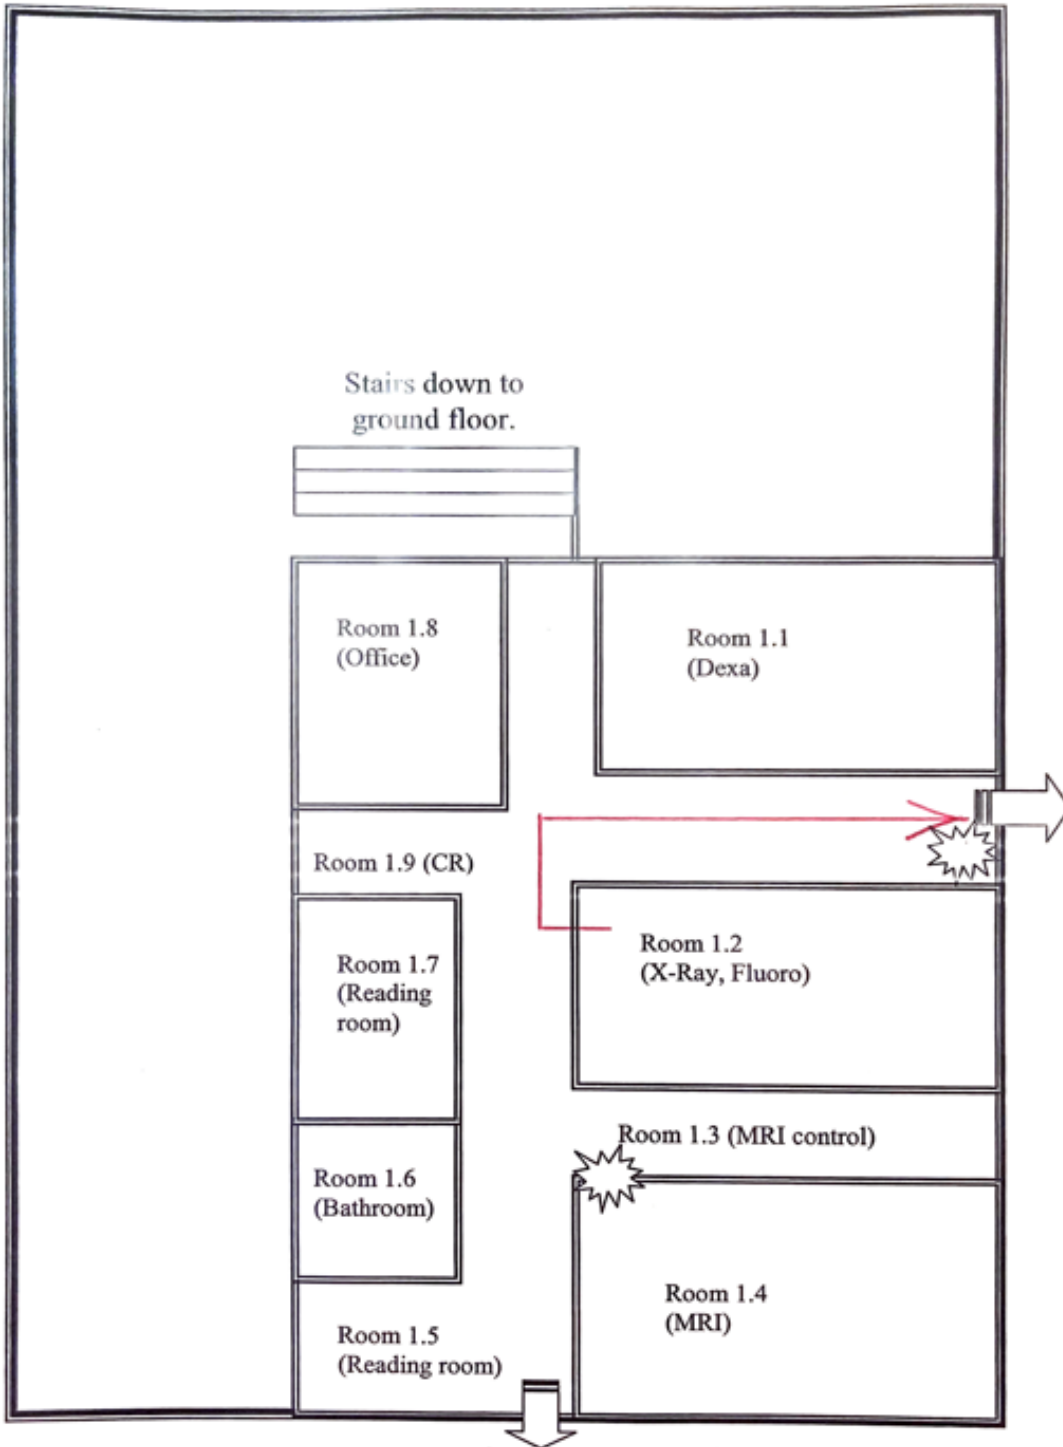 Stairs down to
ground floor.
Room 1.8
(Office)
Room 1.1
(Dexa)
Room 1.9 (CR)
Room 1.2
(X-Ray, Fluoro)
Room 1.7
(Reading
room)
Room 1.3 (MRI control)
Room 1.6
(Bathroom)
Room 1.4
(MRI)
Room 1.5
(Reading room)